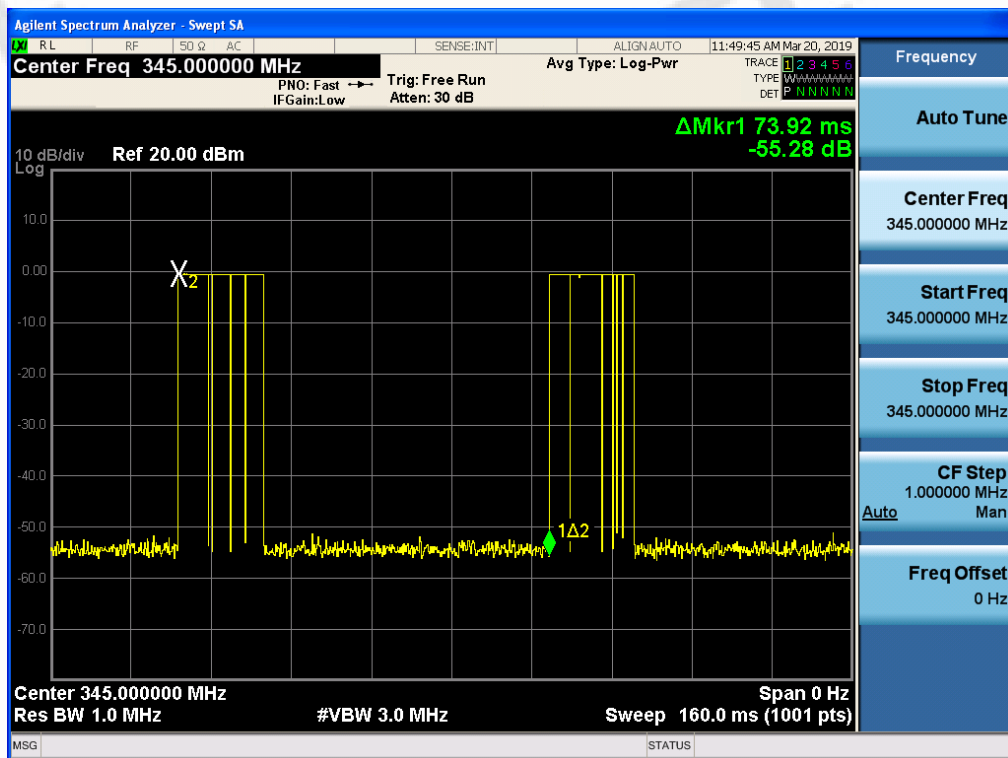 Agilent Spectrum Analyzer - Swept SA
LXI RL RF 50 Ω AC SENSE:INT ALIGN AUTO 11:49:45 AM Mar 20, 2019
Center Freq 345.000000 MHz
PNO: Fast
IFGain:Low
Trig: Free Run
Atten: 30 dB
Avg Type: Log-Pwr
TRACE 1 2 3 4 5 6
TYPE WWWWWW
DET P N N N N N
ΔMkr1 73.92 ms
-55.28 dB
10 dB/div Ref 20.00 dBm
Log
10.0
0.00
-10.0
-20.0
-30.0
-40.0
-50.0
-60.0
-70.0
X2
1Δ2
Center 345.000000 MHz Span 0 Hz
Res BW 1.0 MHz #VBW 3.0 MHz Sweep 160.0 ms (1001 pts)
MSG STATUS
Frequency
Auto Tune
Center Freq
345.000000 MHz
Start Freq
345.000000 MHz
Stop Freq
345.000000 MHz
CF Step
1.000000 MHz
Auto Man
Freq Offset
0 Hz